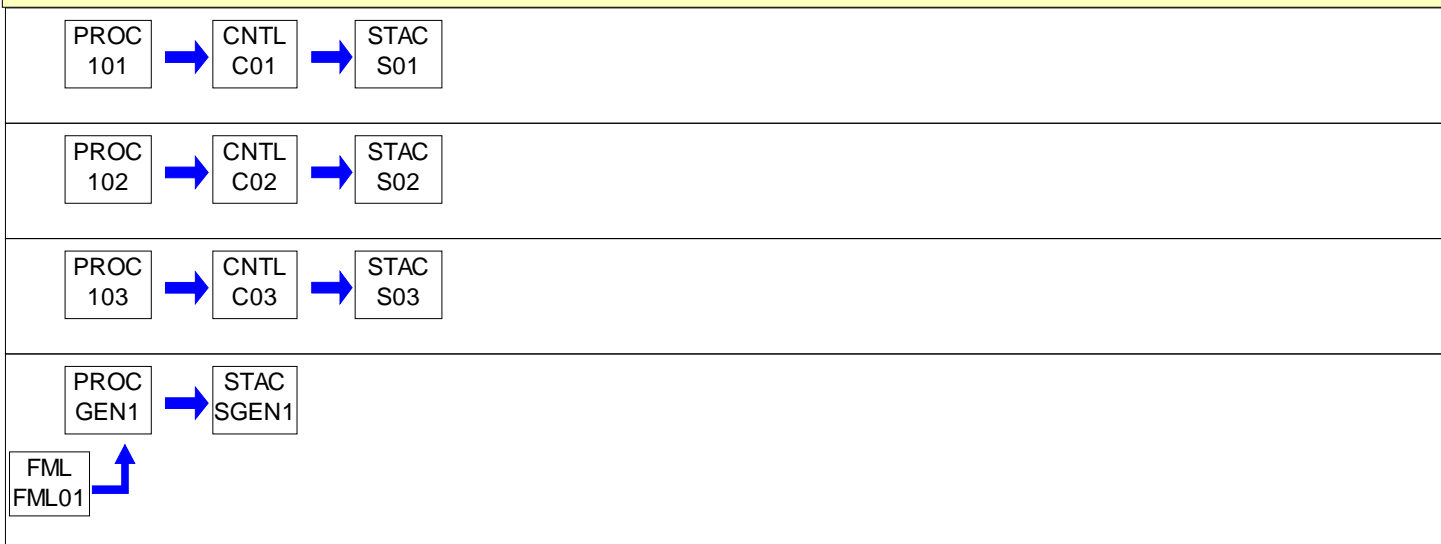 PROC
101
CNTL
C01
STAC
S01
PROC
102
CNTL
C02
STAC
S02
PROC
103
CNTL
C03
STAC
S03
PROC
GEN1
STAC
SGEN1
FML
FML01